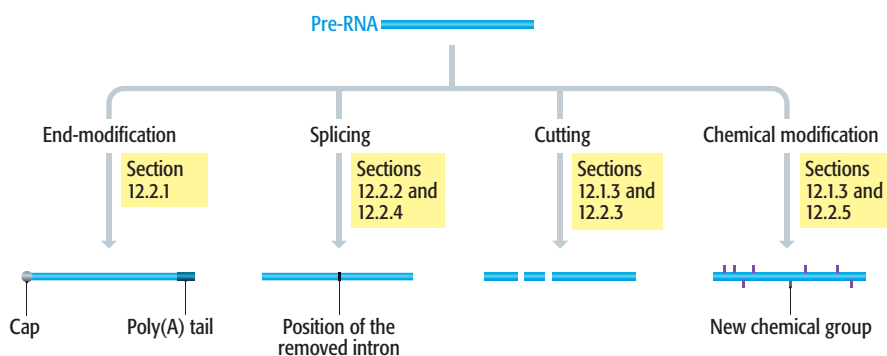 Pre-RNA
End-modification
Splicing
Cutting
Chemical modification
Section
12.2.1
Sections
12.2.2 and
12.2.4
Sections
12.1.3 and
12.2.3
Sections
12.1.3 and
12.2.5
Cap
Poly(A) tail
Position of the
removed intron
New chemical group